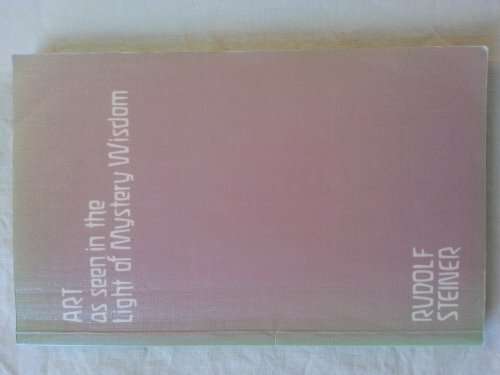 ART
as seen in the
Light of Mystery Wisdom
RUDOLF
STEINER